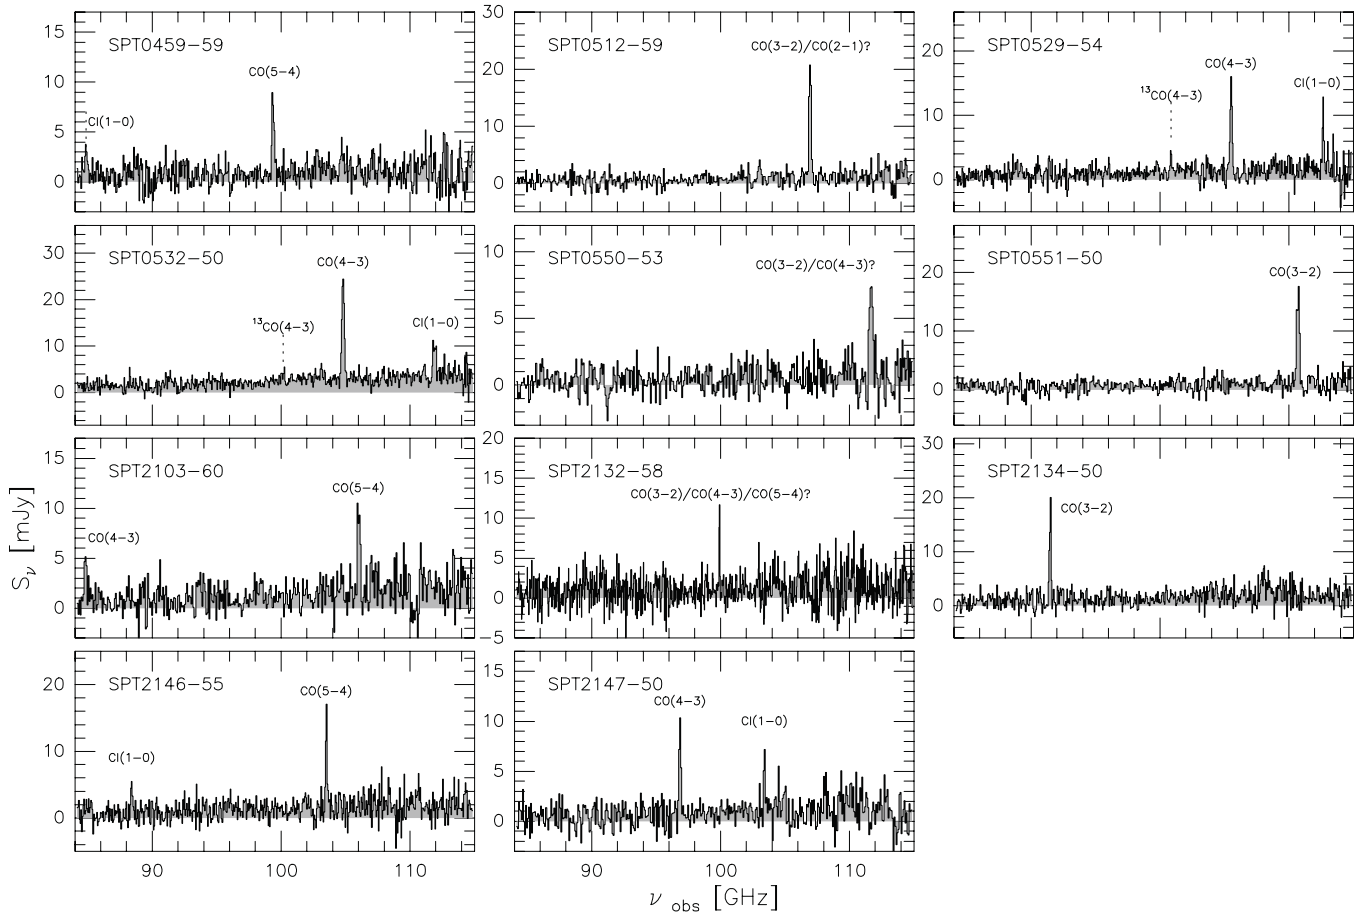 SPT0459−59
CO(5−4)
CI(1−0)
15
10
5
0
SPT0512−59
CO(3−2)/CO(2−1)?
30
20
10
0
SPT0529−54
CO(4−3)
¹³CO(4−3)
CI(1−0)
20
10
0
SPT0532−50
CO(4−3)
¹³CO(4−3)
CI(1−0)
30
20
10
0
SPT0550−53
CO(3−2)/CO(4−3)?
10
5
0
SPT0551−50
CO(3−2)
20
10
0
SPT2103−60
CO(5−4)
CO(4−3)
15
10
5
0
SPT2132−58
CO(3−2)/CO(4−3)/CO(5−4)?
20
15
10
5
0
−5
SPT2134−50
CO(3−2)
30
20
10
0
SPT2146−55
CO(5−4)
CI(1−0)
20
10
0
90 100 110
SPT2147−50
CO(4−3)
CI(1−0)
15
10
5
0
90 100 110
S_ν [mJy]
ν obs [GHz]